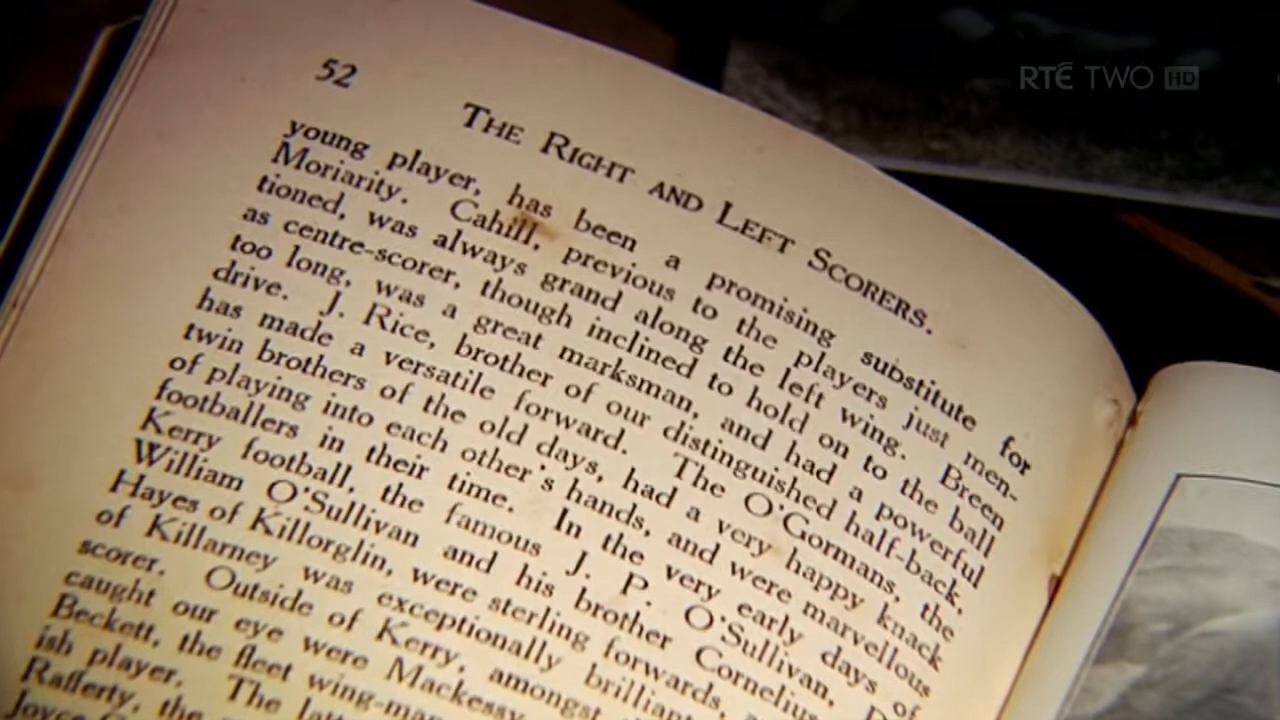 RTÉ TWO HD
52
THE RIGHT AND LEFT SCORERS.
young player, has been a promising substitute for
Moriarity. Cahill, previous to the players just men-
tioned, was always grand along the left wing. Breen
as centre-scorer, though inclined to hold on to the ball
too long, was a great marksman, and had a powerful
drive. J. Rice, brother of our distinguished half-back,
has made a versatile forward. The O'Gormans, the
twin brothers of the old days, had a very happy knack
of playing into each other's hands, and were marvellous
footballers in their time. In the very early days of
Kerry football, the famous J. P. O'Sullivan,
William O'Sullivan and his brother Cornelius
Hayes of Killorglin, were sterling forwards,
of Killarney was exceptionally
scorer. Outside of Kerry, amongst
caught our eye were Mackessy
Beckett, the fleet
ish player. The
Rafferty, the
Joyce